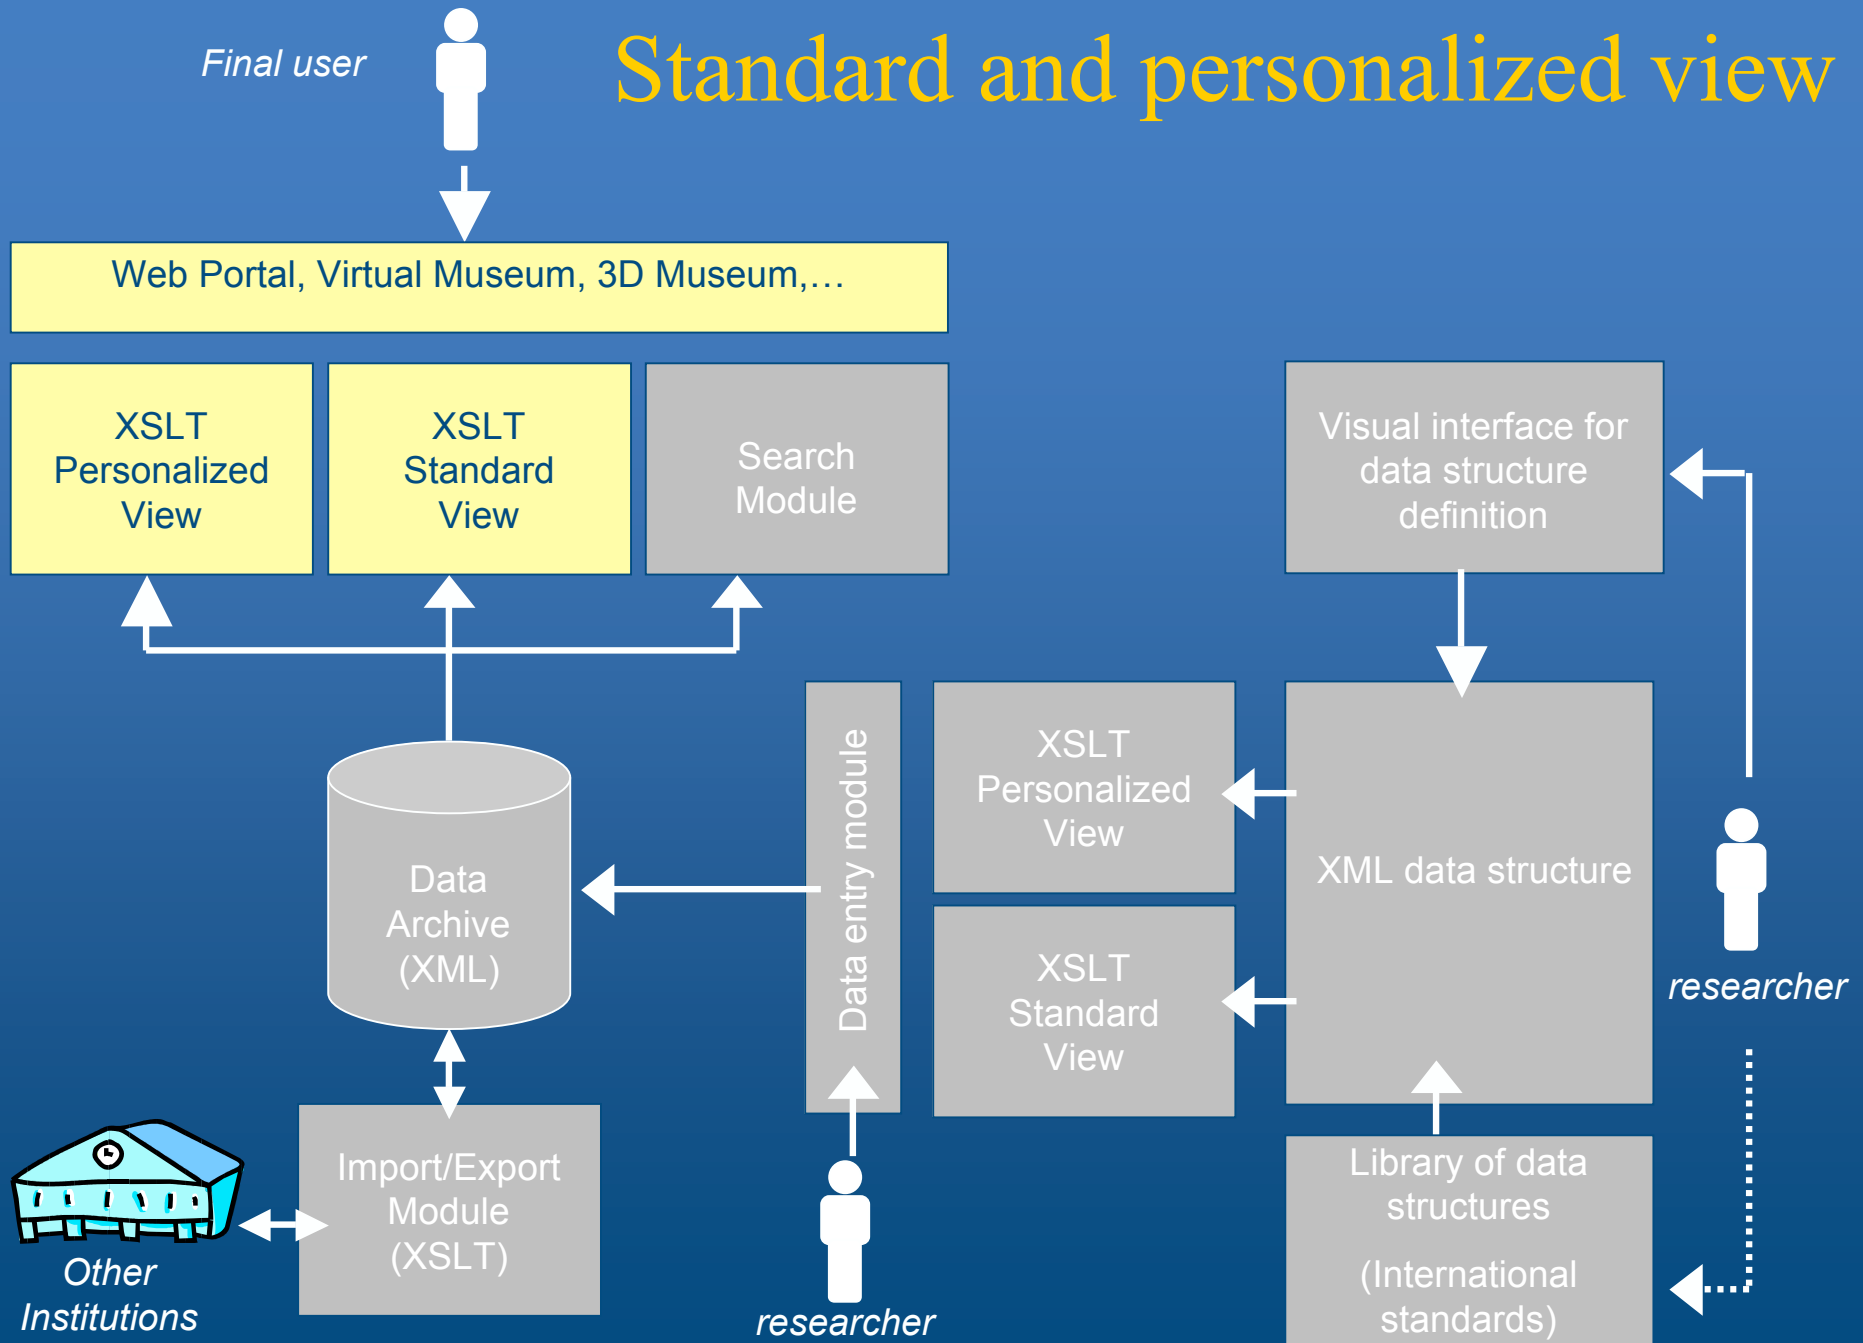 Final user
Standard and personalized view
Web Portal, Virtual Museum, 3D Museum,…
XSLT
Personalized
View
XSLT
Standard
View
Search
Module
Visual interface for
data structure
definition
Data
Archive
(XML)
Data entry module
XSLT
Personalized
View
XSLT
Standard
View
XML data structure
researcher
Import/Export
Module
(XSLT)
Other
Institutions
researcher
Library of data
structures
(International
standards)